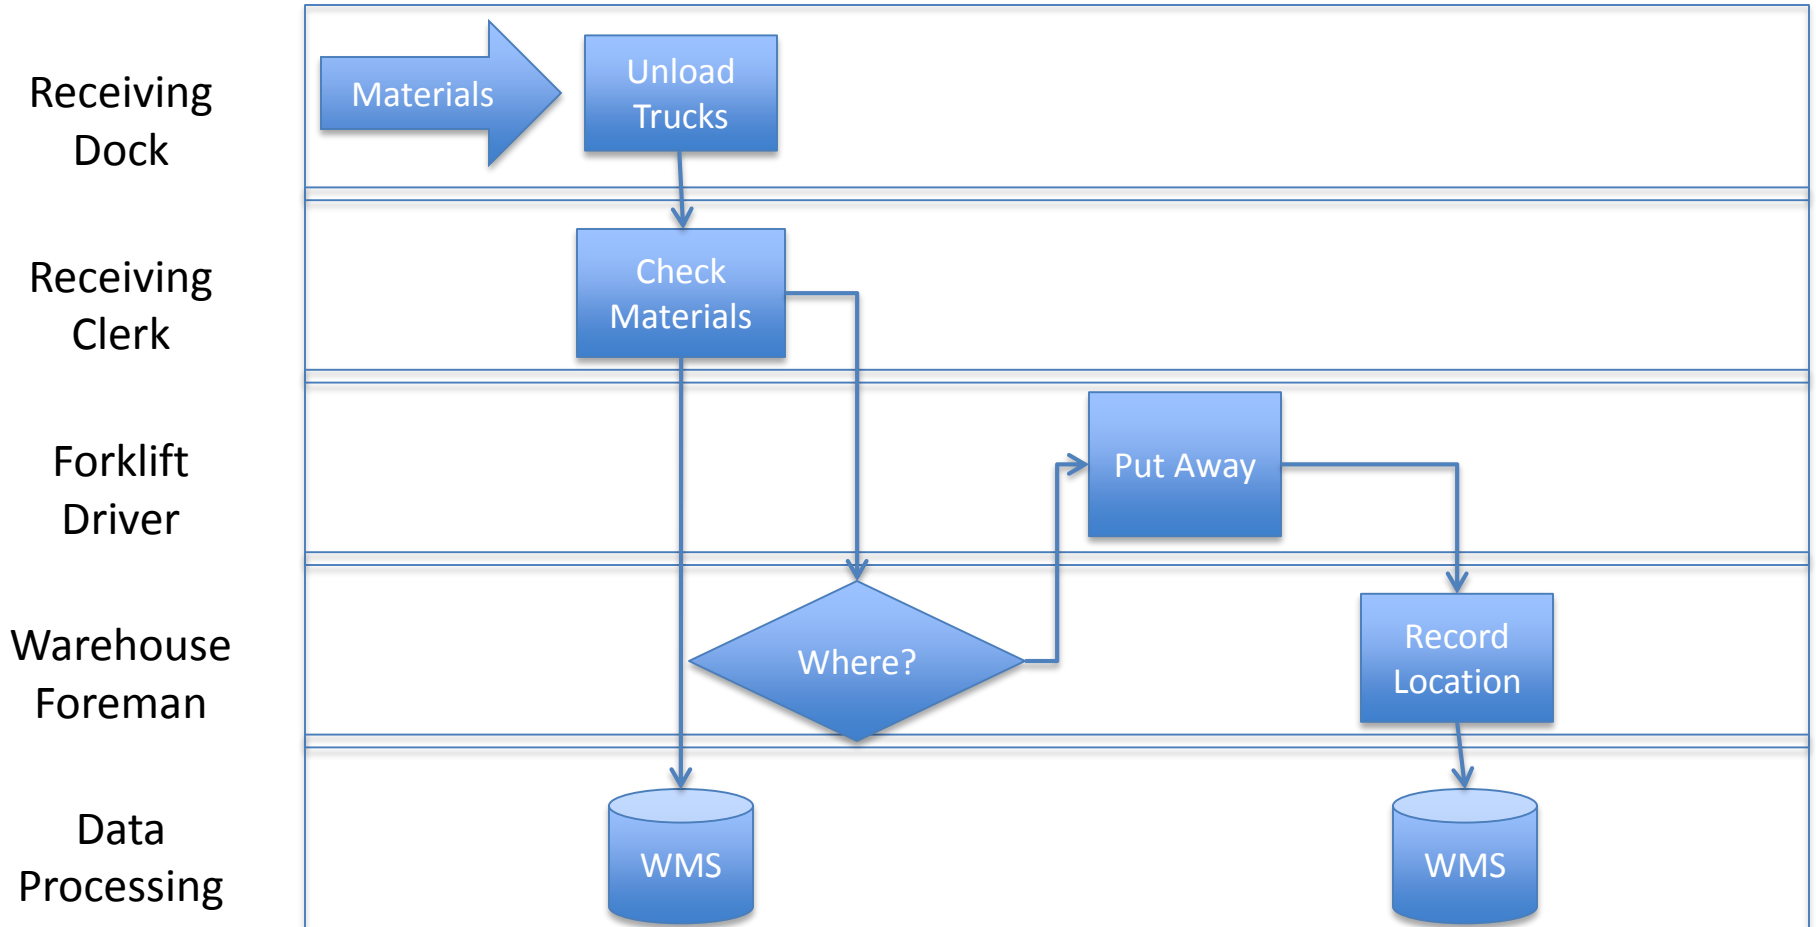 Receiving
Dock
Materials
Unload
Trucks
Receiving
Clerk
Check
Materials
Forklift
Driver
Put Away
Warehouse
Foreman
Where?
Record
Location
Data
Processing
WMS
WMS